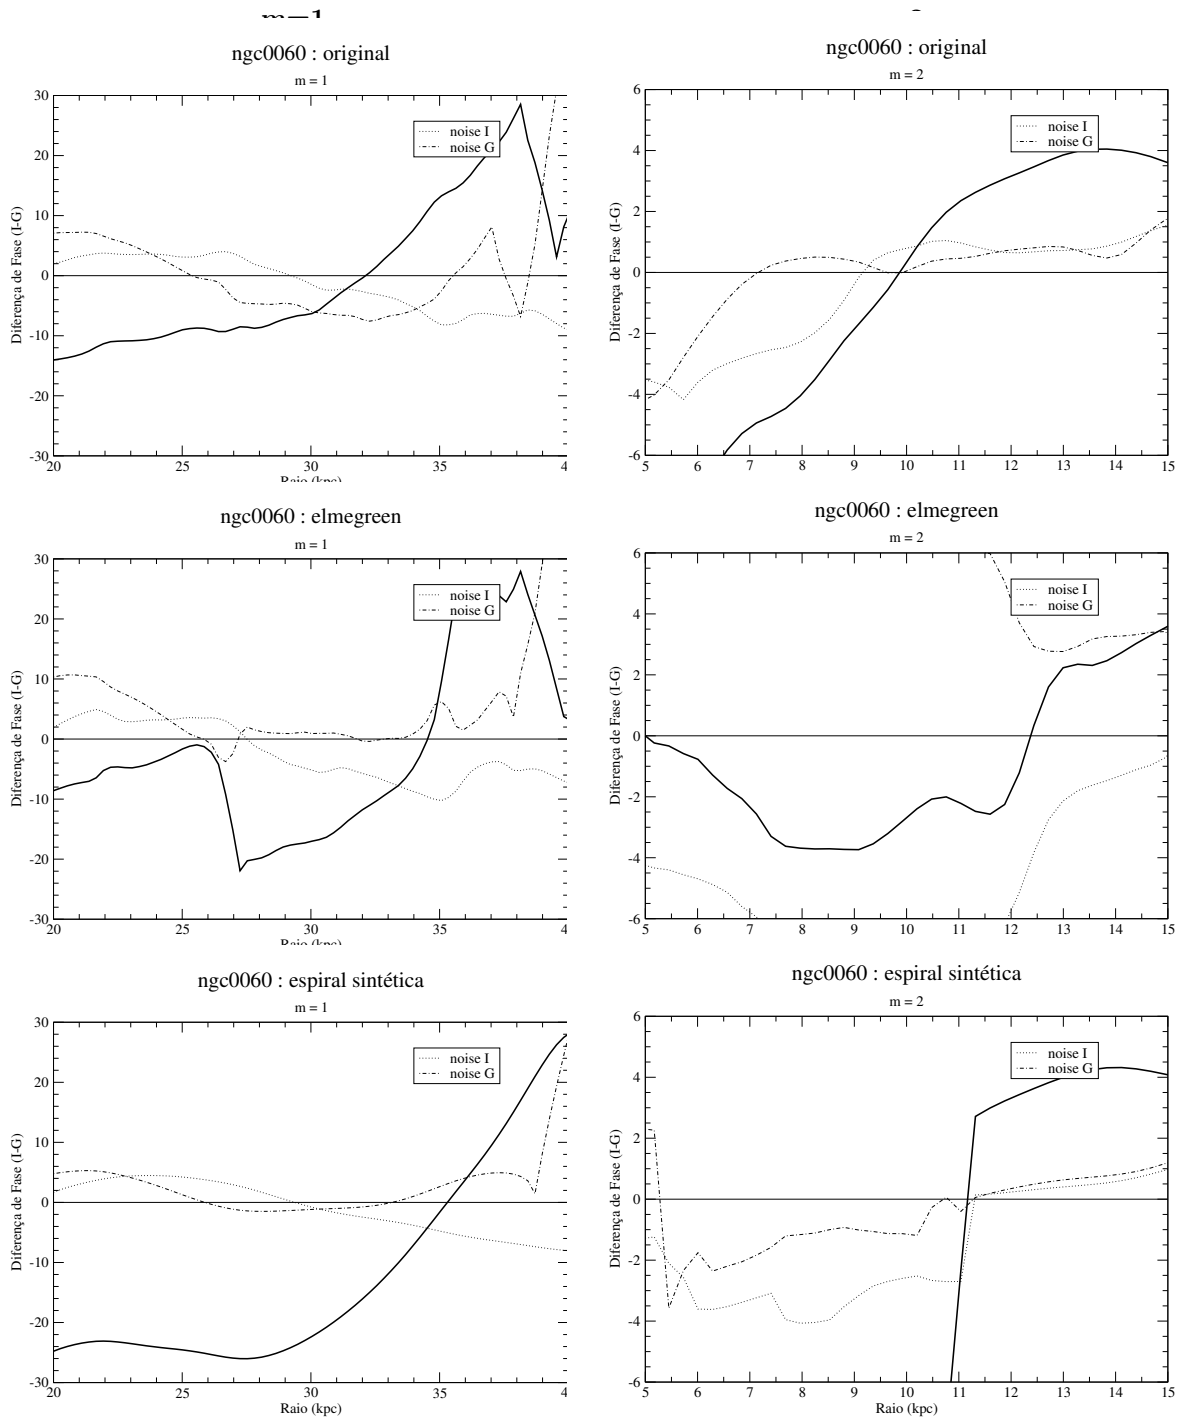 m=1
ngc0060 : original
m = 1
30
20
10
0
-10
-20
-30
Diferença de Fase (I-G)
noise I
noise G
20 25 30 35 4
Raio (kpc)
ngc0060 : original
m = 2
6
4
2
0
-2
-4
-6
Diferença de Fase (I-G)
noise I
noise G
5 6 7 8 9 10 11 12 13 14 15
ngc0060 : elmegreen
m = 1
30
20
10
0
-10
-20
-30
Diferença de Fase (I-G)
noise I
noise G
20 25 30 35 4
Raio (kpc)
ngc0060 : elmegreen
m = 2
6
4
2
0
-2
-4
-6
Diferença de Fase (I-G)
noise I
noise G
5 6 7 8 9 10 11 12 13 14 15
ngc0060 : espiral sintética
m = 1
30
20
10
0
-10
-20
-30
Diferença de Fase (I-G)
noise I
noise G
20 25 30 35 4
Raio (kpc)
ngc0060 : espiral sintética
m = 2
6
4
2
0
-2
-4
-6
Diferença de Fase (I-G)
noise I
noise G
5 6 7 8 9 10 11 12 13 14 15
Raio (kpc)